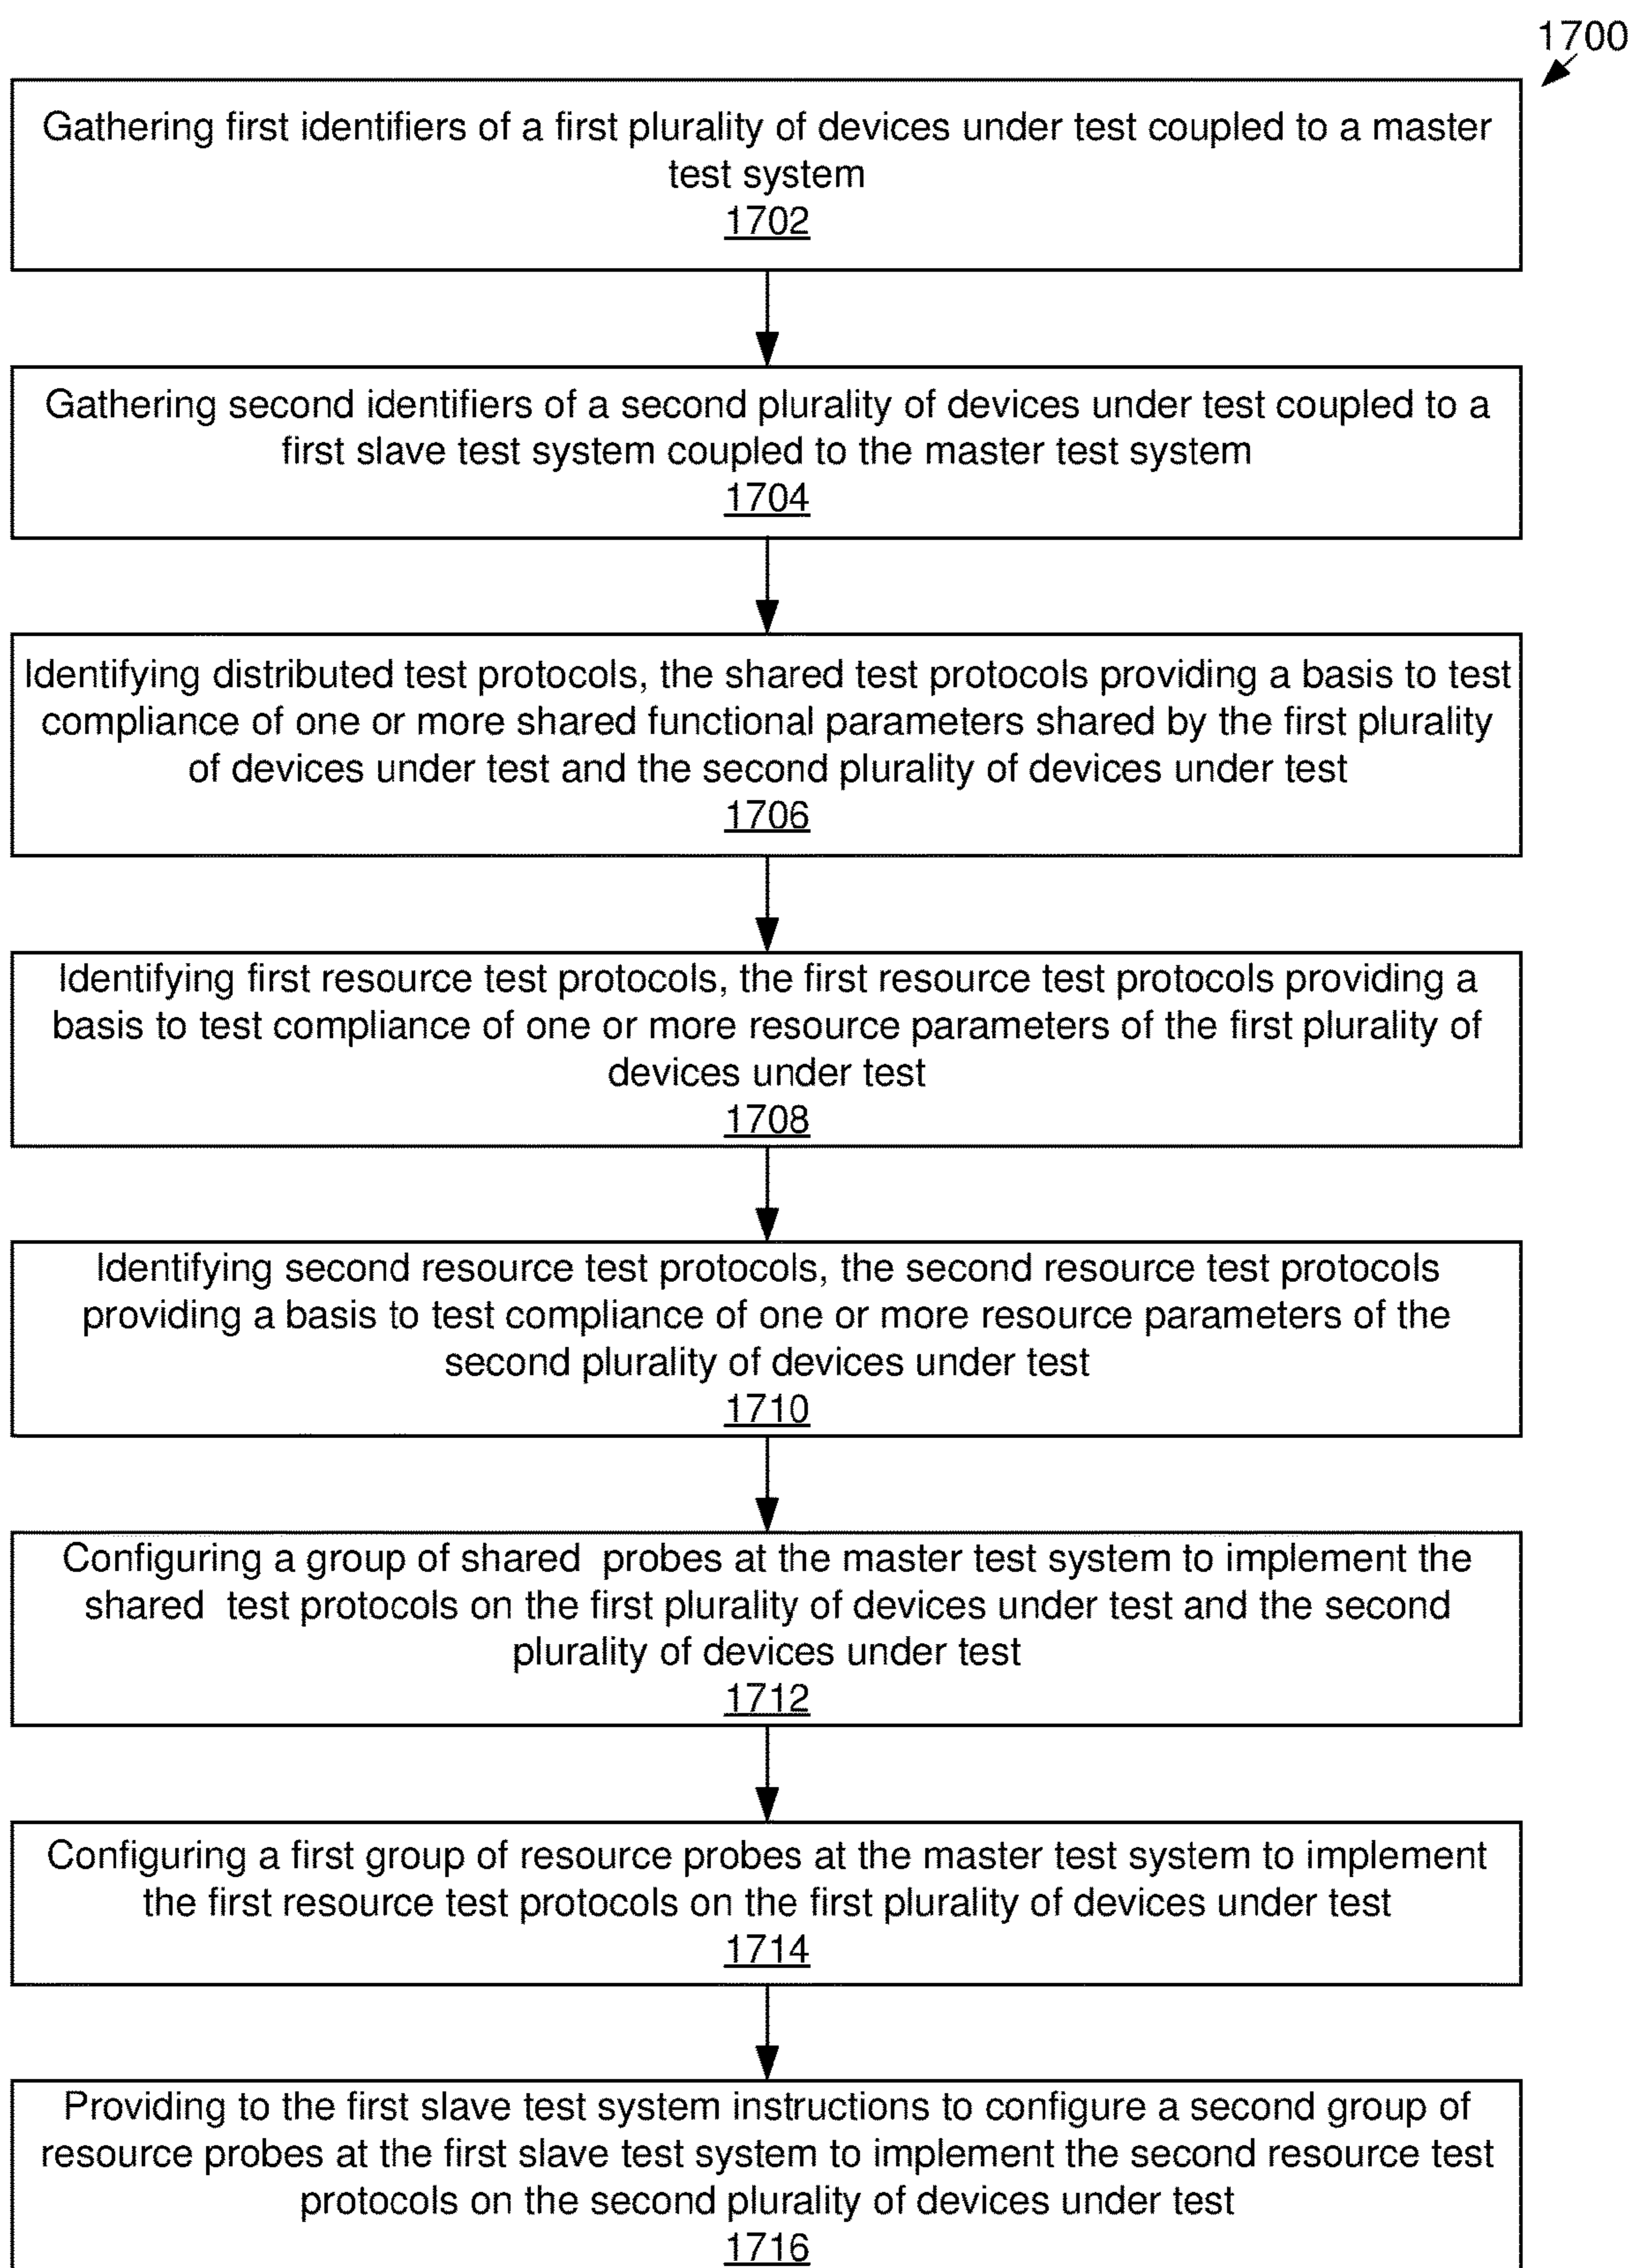 1700
Gathering first identifiers of a first plurality of devices under test coupled to a master
test system
1702
Gathering second identifiers of a second plurality of devices under test coupled to a
first slave test system coupled to the master test system
1704
Identifying distributed test protocols, the shared test protocols providing a basis to test
compliance of one or more shared functional parameters shared by the first plurality
of devices under test and the second plurality of devices under test
1706
Identifying first resource test protocols, the first resource test protocols providing a
basis to test compliance of one or more resource parameters of the first plurality of
devices under test
1708
Identifying second resource test protocols, the second resource test protocols
providing a basis to test compliance of one or more resource parameters of the
second plurality of devices under test
1710
Configuring a group of shared probes at the master test system to implement the
shared test protocols on the first plurality of devices under test and the second
plurality of devices under test
1712
Configuring a first group of resource probes at the master test system to implement
the first resource test protocols on the first plurality of devices under test
1714
Providing to the first slave test system instructions to configure a second group of
resource probes at the first slave test system to implement the second resource test
protocols on the second plurality of devices under test
1716